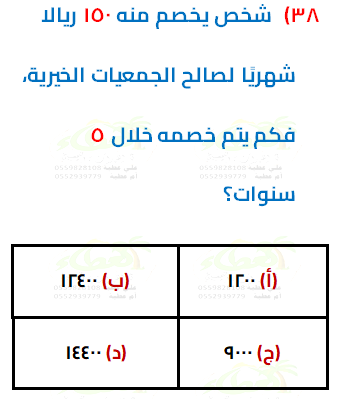 ٣٨) شخص يخصم منه ١٥٠ ريالا
شهريًا لصالح الجمعيات الخيرية،
فكم يتم خصمه خلال ٥
سنوات؟
(أ) ١٢٠٠
(ب) ١٢٤٠٠
(ج) ٩٠٠٠
(د) ١٤٤٠٠